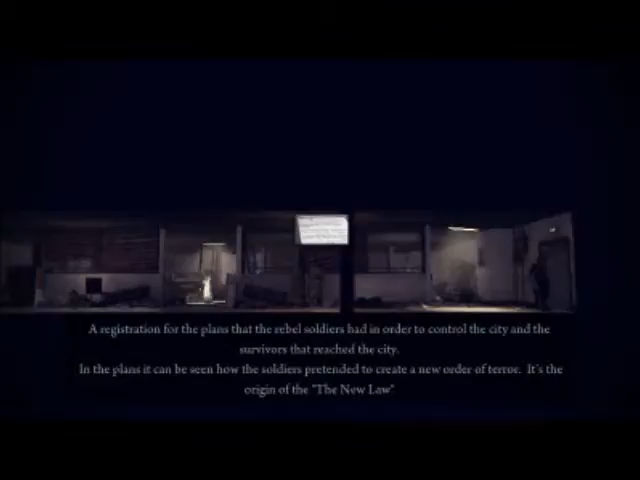 A registration for the plans that the rebel soldiers had in order to control the city and the
survivors that reached the city.
In the plans it can be seen how the soldiers pretended to create a new order of terror. It's the
origin of the "The New Law"